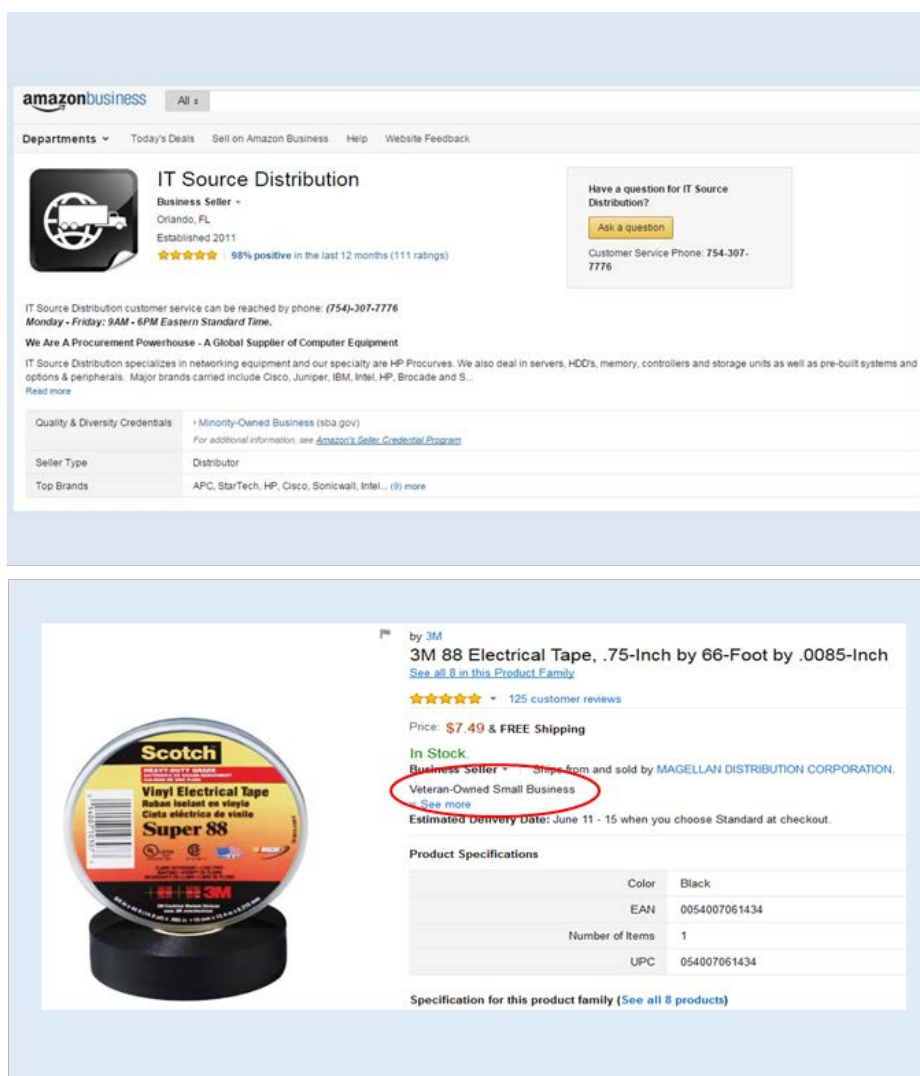 amazonbusiness All
Departments Today's Deals Sell on Amazon Business Help Website Feedback
IT Source Distribution
Business Seller
Orlando, FL
Established 2011
98% positive in the last 12 months (111 ratings)
Have a question for IT Source
Distribution?
Ask a question
Customer Service Phone: 754-307-
7776
IT Source Distribution customer service can be reached by phone: (754)-307-7776
Monday - Friday: 9AM - 6PM Eastern Standard Time.
We Are A Procurement Powerhouse - A Global Supplier of Computer Equipment
IT Source Distribution specializes in networking equipment and our specialty are HP Procurves. We also deal in servers, HDD's, memory, controllers and storage units as well as pre-built systems and
options & peripherals. Major brands carried include Cisco, Juniper, IBM, Intel, HP, Brocade and S...
Read more
Quality & Diversity Credentials › Minority-Owned Business (sba.gov)
For additional information, see Amazon's Seller Credential Program
Seller Type Distributor
Top Brands APC, StarTech, HP, Cisco, Sonicwall, Intel... (9) more
by 3M
3M 88 Electrical Tape, .75-Inch by 66-Foot by .0085-Inch
See all 8 in this Product Family
125 customer reviews
Price: $7.49 & FREE Shipping
In Stock.
Business Seller Ships from and sold by MAGELLAN DISTRIBUTION CORPORATION.
Veteran-Owned Small Business
See more
Estimated Delivery Date: June 11 - 15 when you choose Standard at checkout.
Product Specifications
Color Black
EAN 0054007061434
Number of Items 1
UPC 054007061434
Specification for this product family (See all 8 products)
Scotch
HEAVY DUTY GRADE
Vinyl Electrical Tape
Ruban isolant en vinyle
Cinta eléctrica de vinilo
Super 88
3M